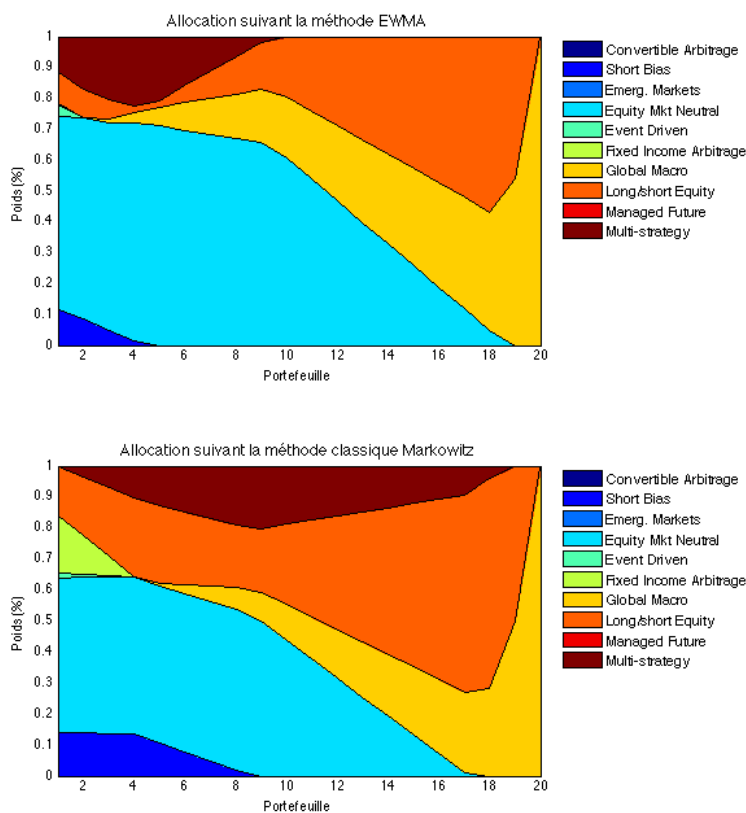 Allocation suivant la méthode EWMA
1
0.9
0.8
0.7
0.6
0.5
0.4
0.3
0.2
0.1
0
Poids (%)
2 4 6 8 10 12 14 16 18 20
Portefeuille
Convertible Arbitrage
Short Bias
Emerg. Markets
Equity Mkt Neutral
Event Driven
Fixed Income Arbitrage
Global Macro
Long/short Equity
Managed Future
Multi-strategy
Allocation suivant la méthode classique Markowitz
1
0.9
0.8
0.7
0.6
0.5
0.4
0.3
0.2
0.1
0
Poids (%)
2 4 6 8 10 12 14 16 18 20
Portefeuille
Convertible Arbitrage
Short Bias
Emerg. Markets
Equity Mkt Neutral
Event Driven
Fixed Income Arbitrage
Global Macro
Long/short Equity
Managed Future
Multi-strategy